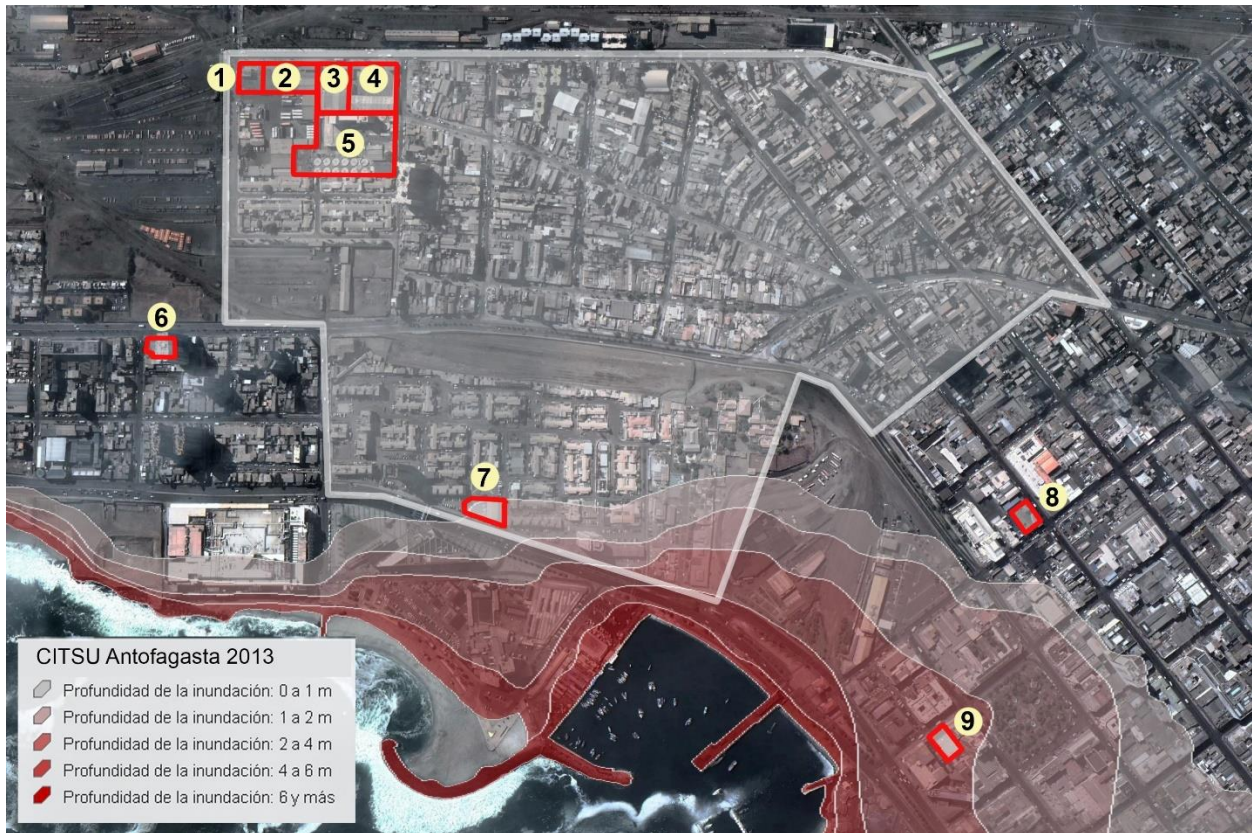 1
2
3
4
5
6
7
8
9
CITSU Antofagasta 2013
Profundidad de la inundación: 0 a 1 m
Profundidad de la inundación: 1 a 2 m
Profundidad de la inundación: 2 a 4 m
Profundidad de la inundación: 4 a 6 m
Profundidad de la inundación: 6 y más